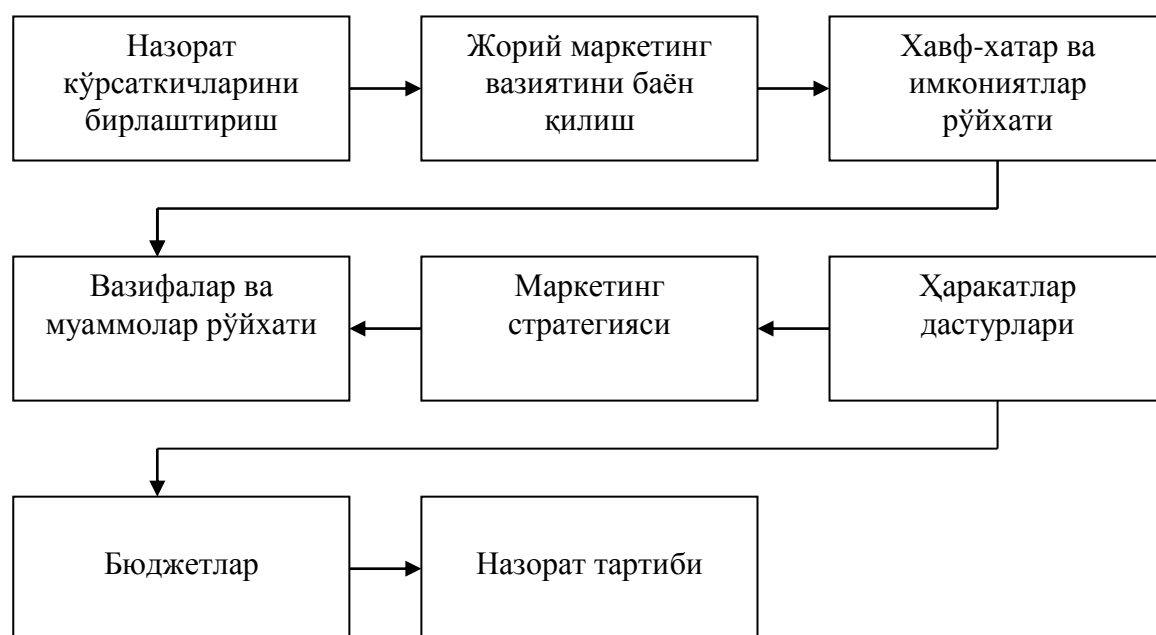 Назорат
кўрсаткичларини
бирлаштириш
Жорий маркетинг
вазиятини баён
қилиш
Хавф-хатар ва
имкониятлар
рўйхати
Вазифалар ва
муаммолар рўйхати
Маркетинг
стратегияси
Ҳаракатлар
дастурлари
Бюджетлар
Назорат тартиби